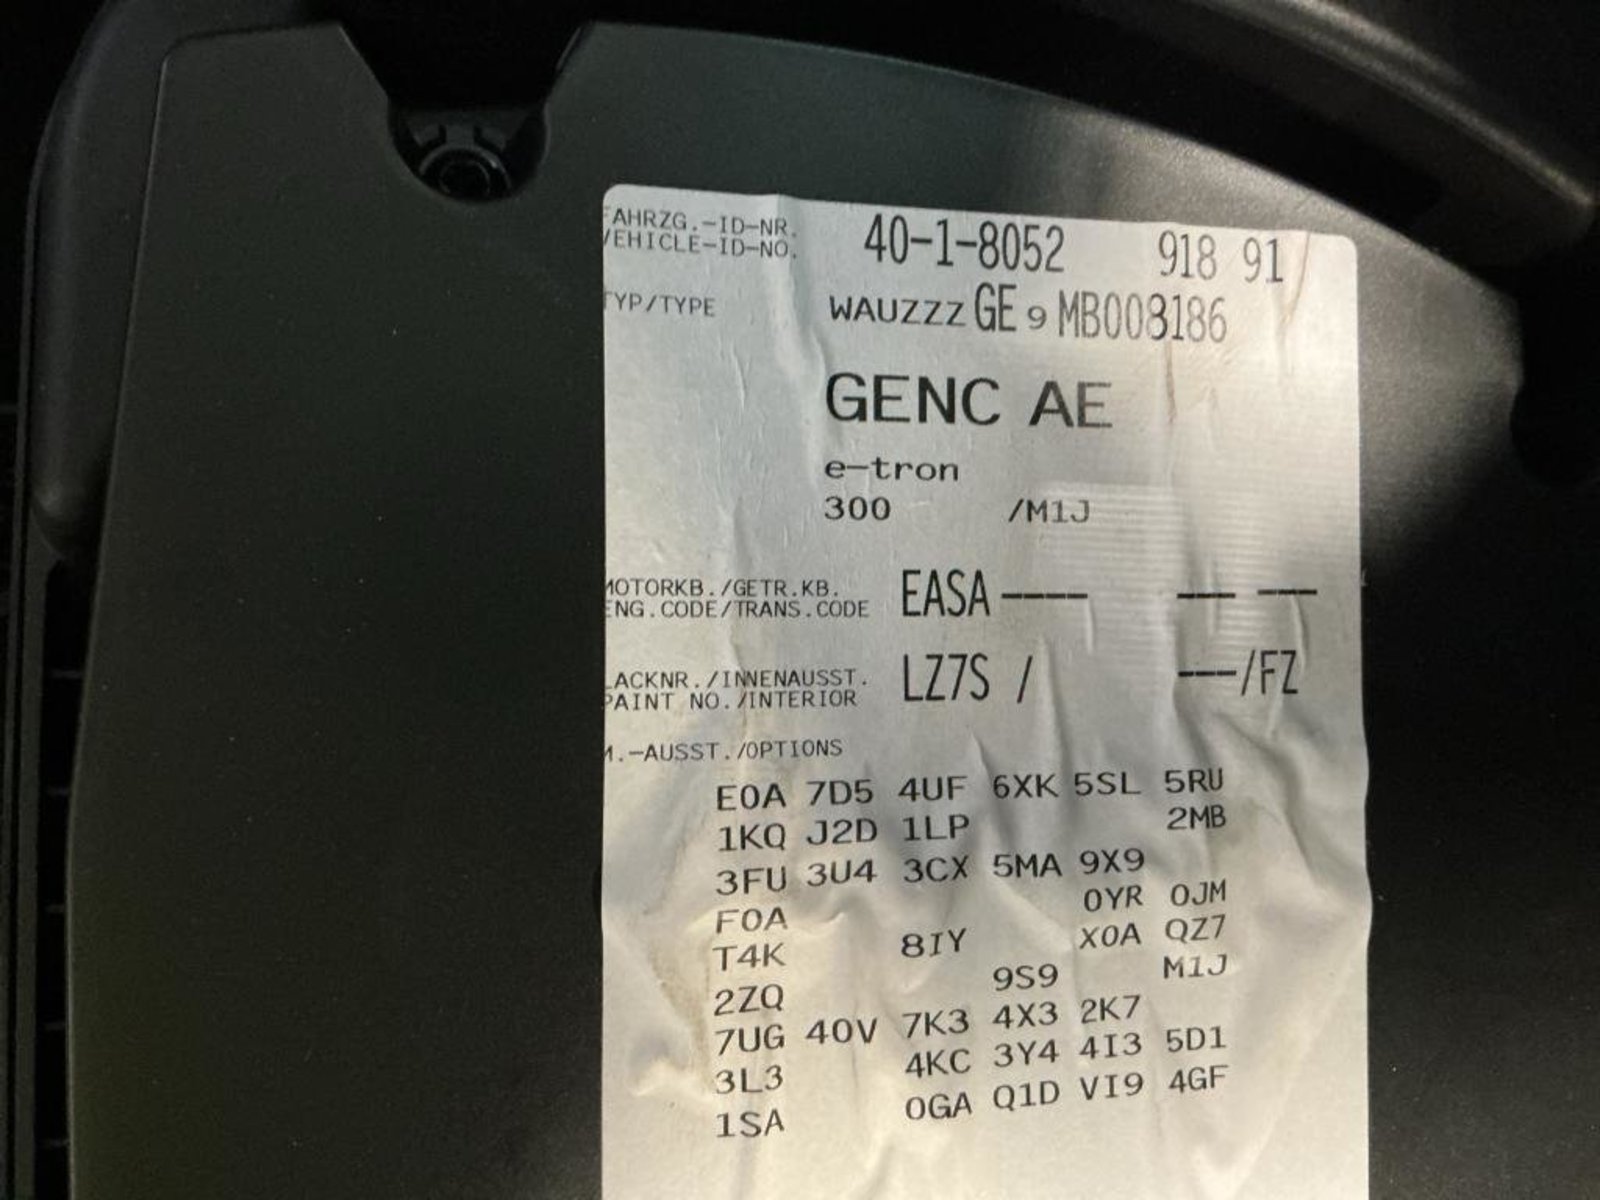 FAHRZG.-ID-NR.
VEHICLE-ID-NO. 40-1-8052 918 91
TYP/TYPE WAUZZZ GE 9 MB008186
GENC AE
e-tron
300 /M1J
MOTORKB./GETR.KB.
ENG.CODE/TRANS.CODE EASA---- --- ---
LACKNR./INNENAUSST.
PAINT NO./INTERIOR LZ7S / ---/FZ
M.-AUSST./OPTIONS
E0A 7D5 4UF 6XK 5SL 5RU
1KQ J2D 1LP 2MB
3FU 3U4 3CX 5MA 9X9
F0A 0YR 0JM
T4K 8IY X0A QZ7
2ZQ 9S9 M1J
7UG 40V 7K3 4X3 2K7
3L3 4KC 3Y4 4I3 5D1
1SA 0GA Q1D VI9 4GF